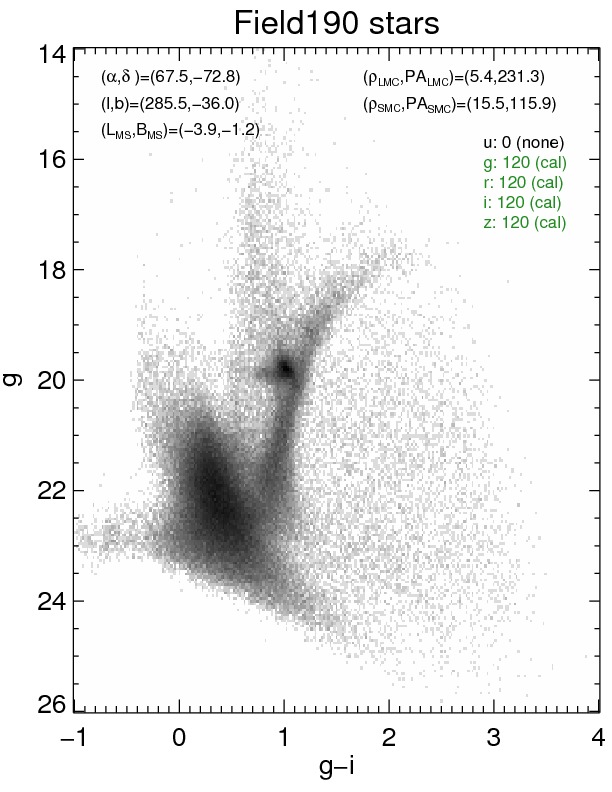 Field190 stars
(α,δ )=(67.5,−72.8)
(ρLMC,PALMC)=(5.4,231.3)
(l,b)=(285.5,−36.0)
(ρSMC,PASMC)=(15.5,115.9)
(LMS,BMS)=(−3.9,−1.2)
u: 0 (none)
g: 120 (cal)
r: 120 (cal)
i: 120 (cal)
z: 120 (cal)
14
16
18
20
22
24
26
g
−1 0 1 2 3 4
g−i